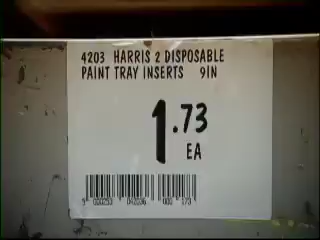 4203 HARRIS 2 DISPOSABLE
PAINT TRAY INSERTS 9IN
1.73
EA